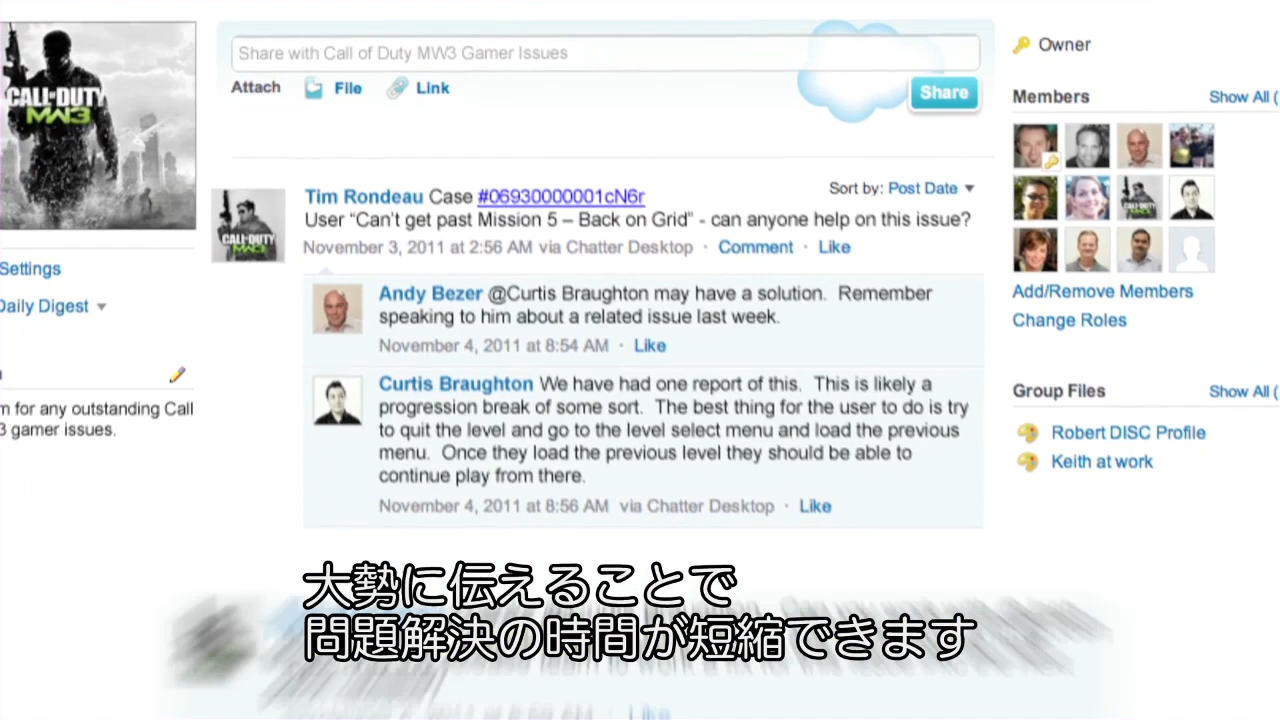 CALL OF DUTY
MW3
Share with Call of Duty MW3 Gamer Issues
Attach File Link
Share
Settings
Daily Digest
m for any outstanding Call
3 gamer issues.
Sort by: Post Date
CALL OF DUTY
MW3
Tim Rondeau Case #06930000001cN6r
User “Can’t get past Mission 5 – Back on Grid” - can anyone help on this issue?
November 3, 2011 at 2:56 AM via Chatter Desktop · Comment · Like
Andy Bezer @Curtis Braughton may have a solution. Remember
speaking to him about a related issue last week.
November 4, 2011 at 8:54 AM · Like
Curtis Braughton We have had one report of this. This is likely a
progression break of some sort. The best thing for the user to do is try
to quit the level and go to the level select menu and load the previous
menu. Once they load the previous level they should be able to
continue play from there.
November 4, 2011 at 8:56 AM via Chatter Desktop · Like
Owner
Members Show All (
Add/Remove Members
Change Roles
Group Files Show All (
Robert DISC Profile
Keith at work
大勢に伝えることで
問題解決の時間が短縮できます
Like